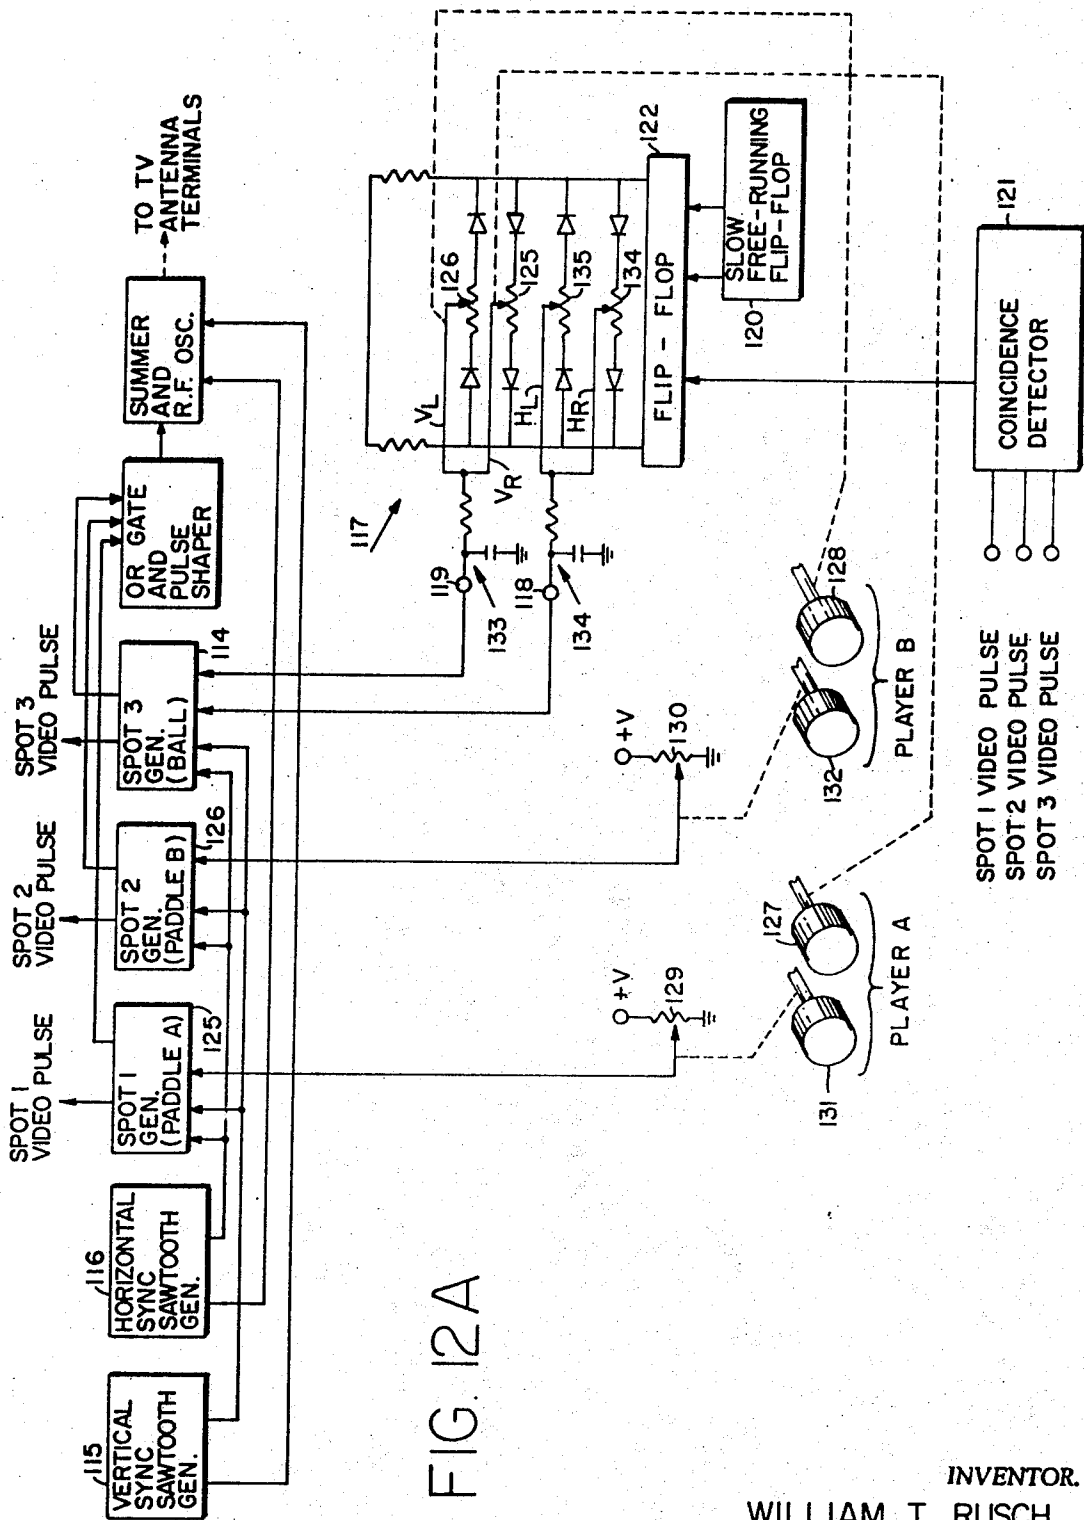 SPOT 1
VIDEO PULSE
SPOT 2
VIDEO PULSE
SPOT 3
VIDEO PULSE
TO TV
ANTENNA
TERMINALS
115
VERTICAL
SYNC
SAWTOOTH
GEN.
116
HORIZONTAL
SYNC
SAWTOOTH
GEN.
SPOT 1
GEN.
(PADDLE A)
125
SPOT 2
GEN.
(PADDLE B)
126
SPOT 3
GEN.
(BALL)
114
OR GATE
AND
PULSE
SHAPER
SUMMER
AND
R.F. OSC.
117
119
118
133
134
VL
VR
HL
HR
126
125
135
134
FLIP - FLOP
122
SLOW
FREE-RUNNING
FLIP-FLOP
120
COINCIDENCE
DETECTOR
121
+V
129
+V
130
131
127
PLAYER A
132
128
PLAYER B
SPOT 1 VIDEO PULSE
SPOT 2 VIDEO PULSE
SPOT 3 VIDEO PULSE
FIG. 12A
INVENTOR.
WILLIAM T. RUSCH